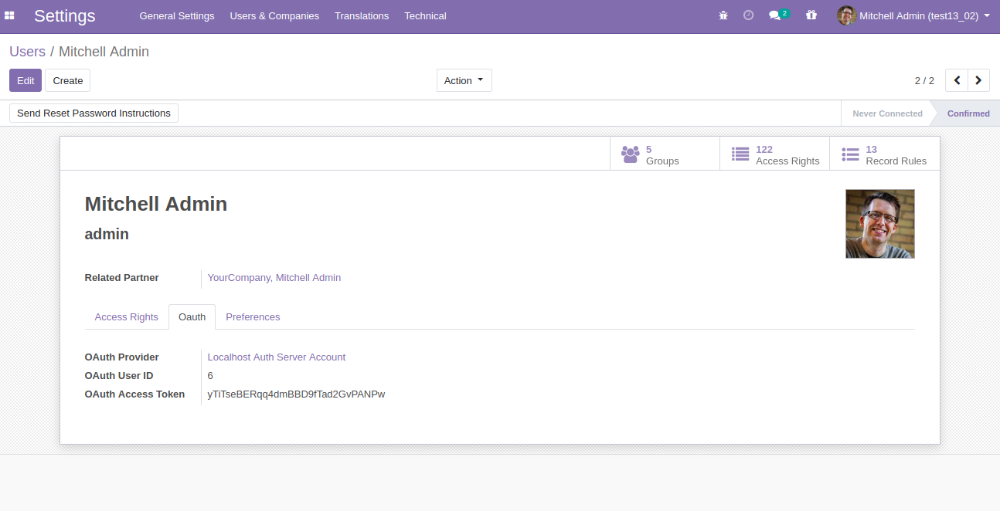 Settings General Settings Users & Companies Translations Technical 2 Mitchell Admin (test13_02)
Users / Mitchell Admin
Edit Create Action 2 / 2
Send Reset Password Instructions Never Connected Confirmed
5 Groups
122 Access Rights
13 Record Rules
Mitchell Admin
admin
Related Partner YourCompany, Mitchell Admin
Access Rights Oauth Preferences
OAuth Provider Localhost Auth Server Account
OAuth User ID 6
OAuth Access Token yTiTseBERqq4dmBBD9fTad2GvPANPw